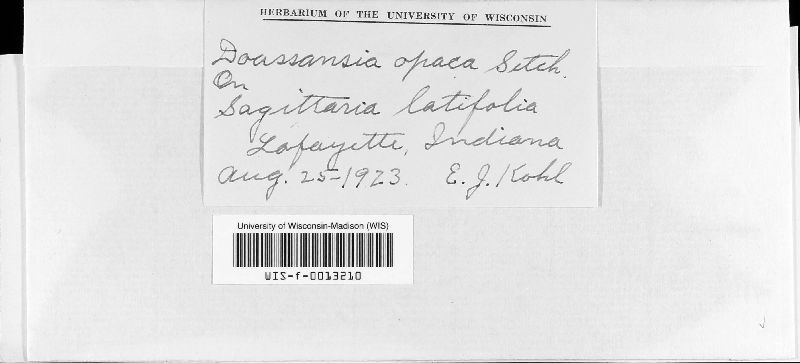 HERBARIUM OF THE UNIVERSITY OF WISCONSIN
Doassansia opaca Setch.
On
Sagittaria latifolia
Lafayette, Indiana
Aug. 25-1923. E. J. Kohl
University of Wisconsin-Madison (WIS)
WIS-f-0013210